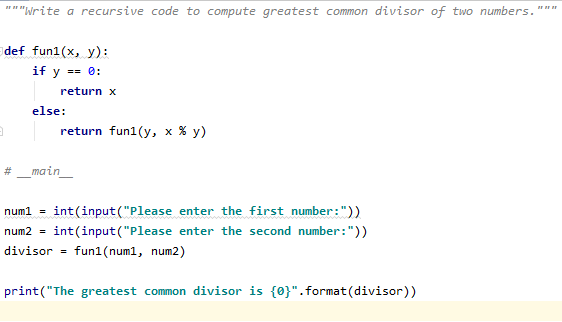 """Write a recursive code to compute greatest common divisor of two numbers."""
def fun1(x, y):
    if y == 0:
        return x
    else:
        return fun1(y, x % y)
# __main__
num1 = int(input("Please enter the first number:"))
num2 = int(input("Please enter the second number:"))
divisor = fun1(num1, num2)
print("The greatest common divisor is {0}".format(divisor))